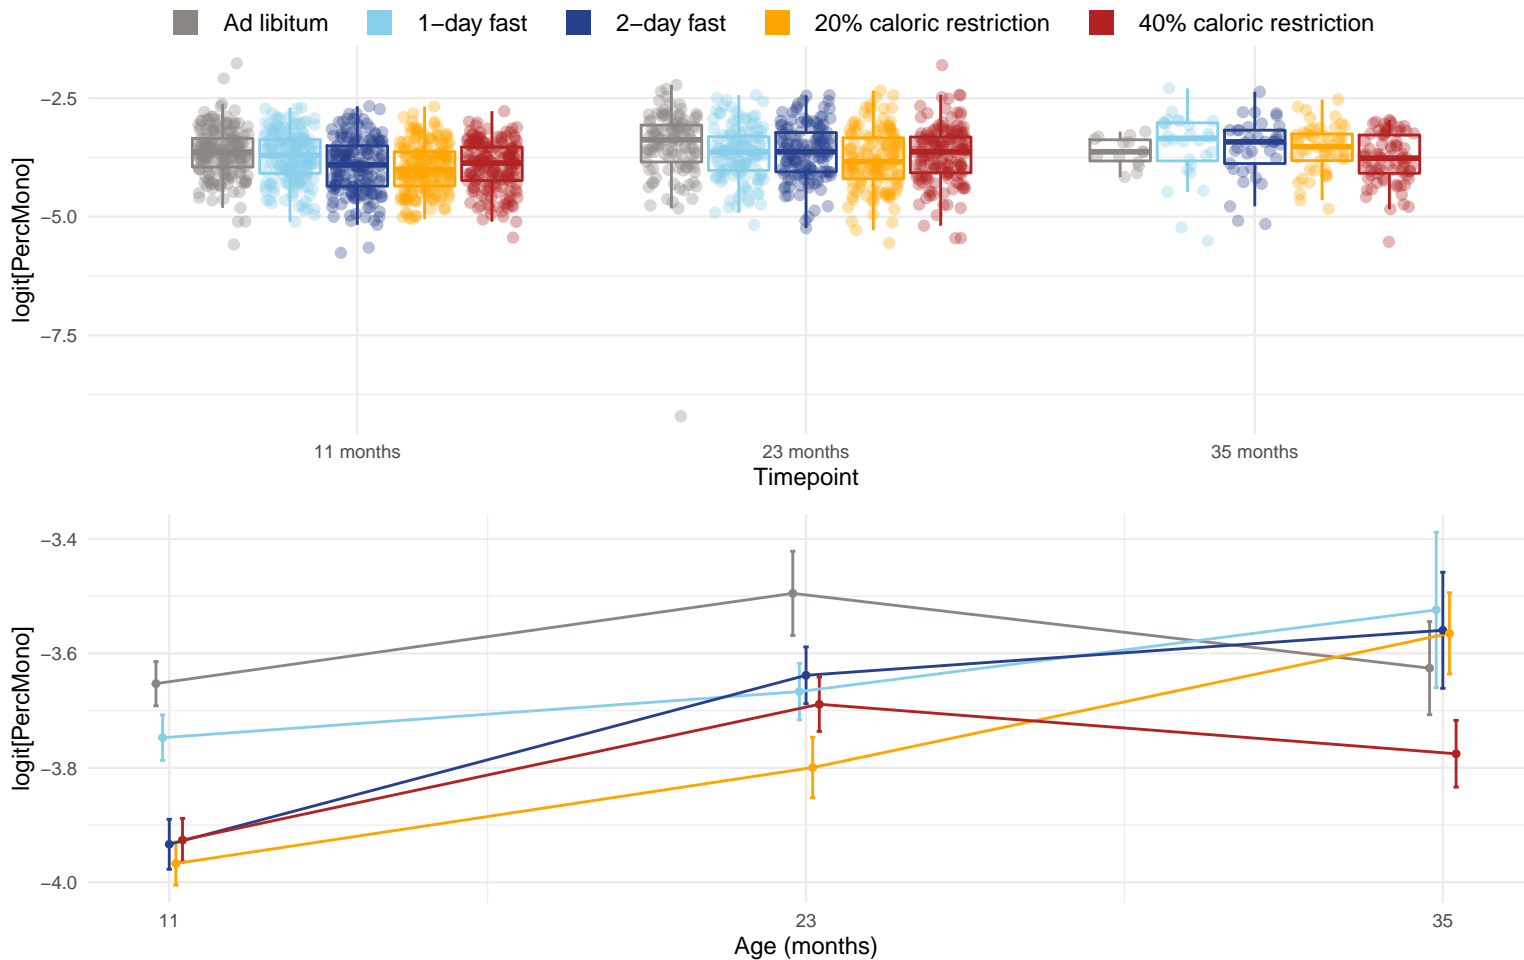 Ad libitum 1−day fast 2−day fast 20% caloric restriction 40% caloric restriction
logit[PercMono]
−2.5
−5.0
−7.5
11 months 23 months 35 months
Timepoint
logit[PercMono]
−3.4
−3.6
−3.8
−4.0
11 23 35
Age (months)